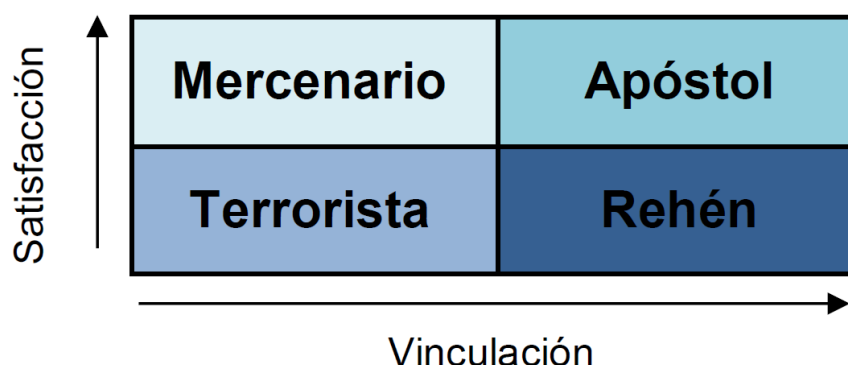 Satisfacción
Mercenario
Apóstol
Terrorista
Rehén
Vinculación